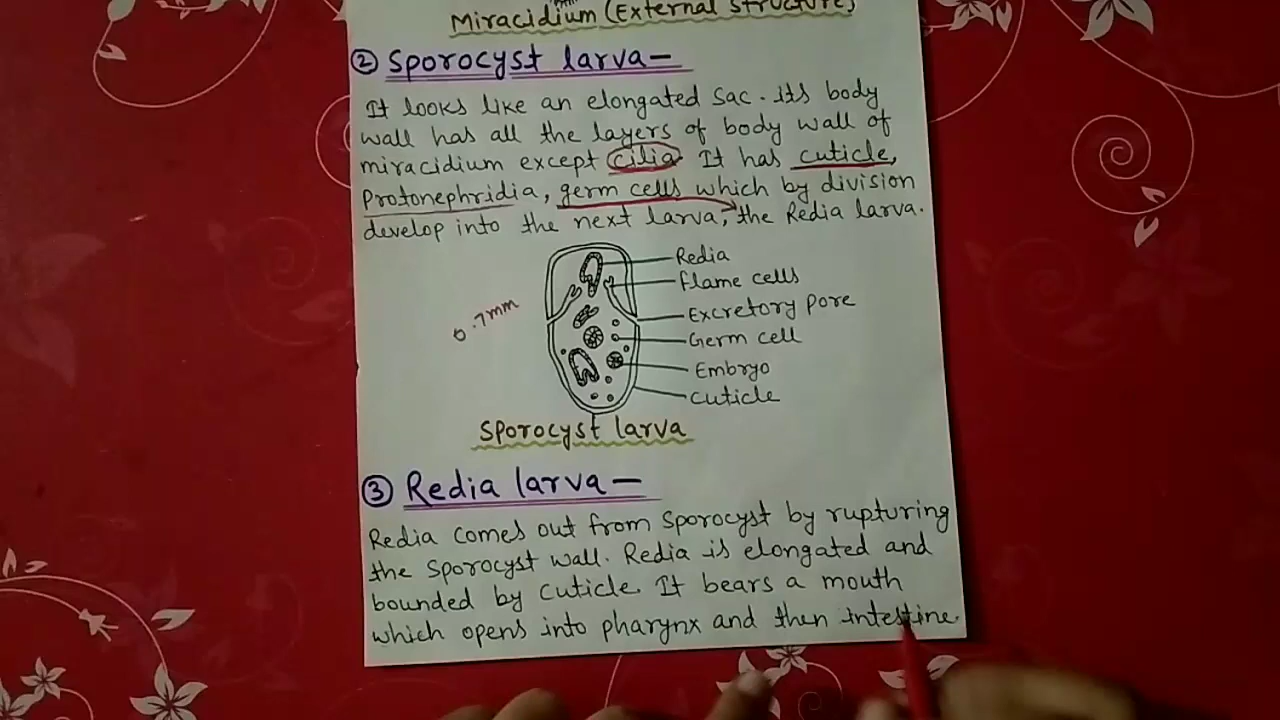 Miracidium (External Structure)
② Sporocyst larva —
It looks like an elongated sac. Its body
wall has all the layers of body wall of
miracidium except cilia. It has cuticle,
Protonephridia, germ cells which by division
develop into the next larva, the Redia larva.
Redia
flame cells
Excretory pore
0.7mm
Germ cell
Embryo
cuticle
Sporocyst larva
③ Redia larva —
Redia comes out from Sporocyst by rupturing
the Sporocyst wall. Redia is elongated and
bounded by cuticle. It bears a mouth
which opens into pharynx and then intestine.